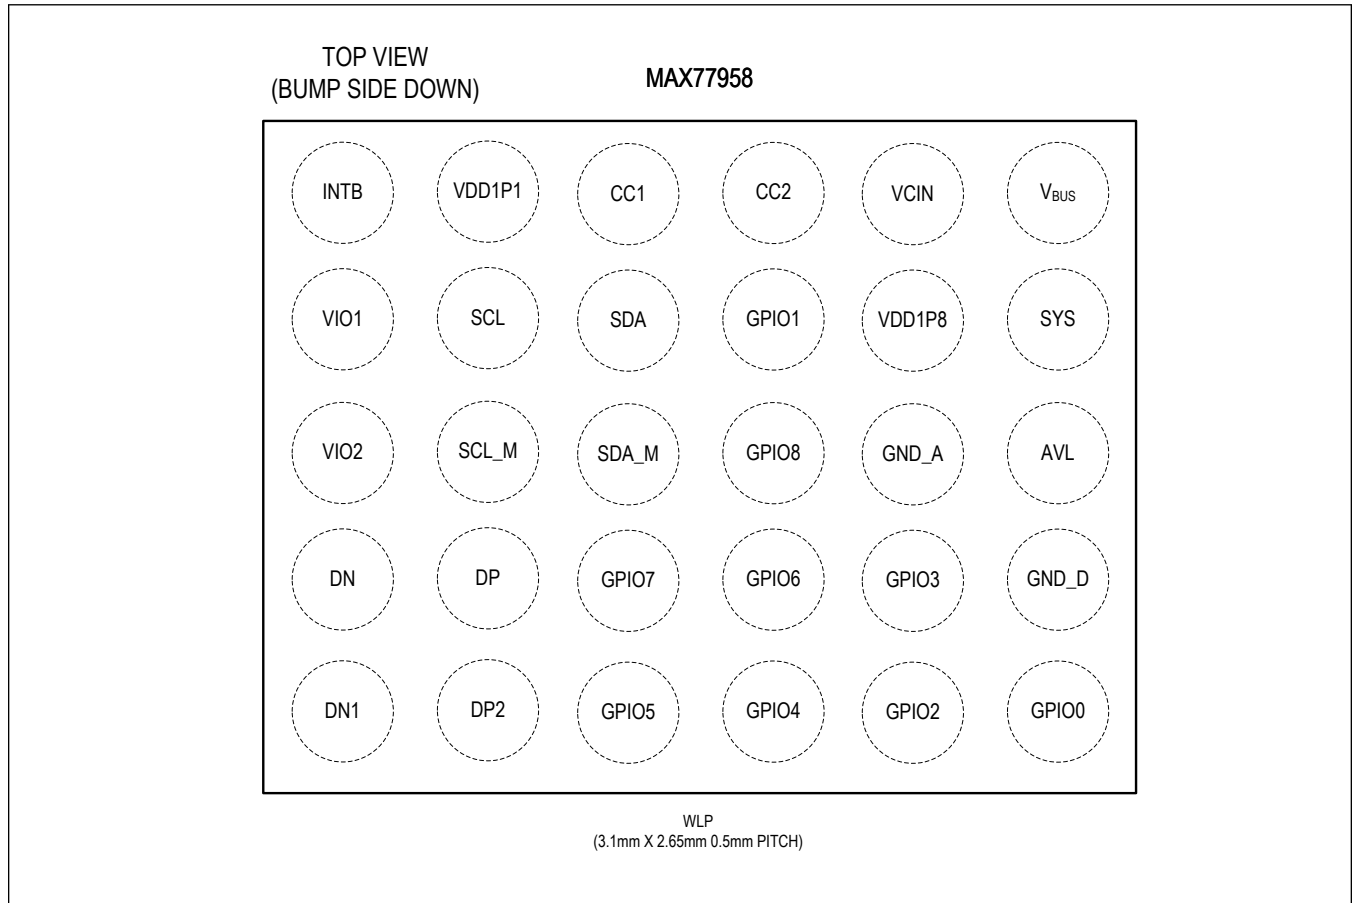 TOP VIEW
(BUMP SIDE DOWN)
MAX77958
INTB VDD1P1 CC1 CC2 VCIN VBUS
VIO1 SCL SDA GPIO1 VDD1P8 SYS
VIO2 SCL_M SDA_M GPIO8 GND_A AVL
DN DP GPIO7 GPIO6 GPIO3 GND_D
DN1 DP2 GPIO5 GPIO4 GPIO2 GPIO0
WLP
(3.1mm X 2.65mm 0.5mm PITCH)